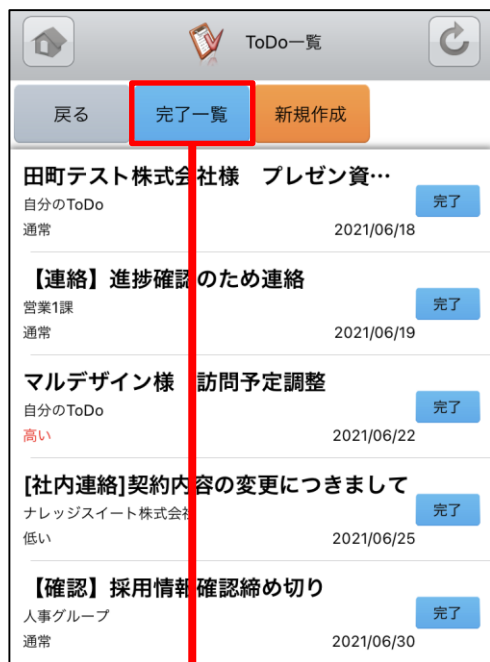 ToDo一覧
戻る 完了一覧 新規作成
田町テスト株式会社様　プレゼン資…
自分のToDo
完了
通常 2021/06/18
【連絡】進捗確認のため連絡
営業1課
完了
通常 2021/06/19
マルデザイン様　訪問予定調整
自分のToDo
完了
高い 2021/06/22
[社内連絡]契約内容の変更につきまして
ナレッジスイート株式会社
完了
低い 2021/06/25
【確認】採用情報確認締め切り
人事グループ
完了
通常 2021/06/30